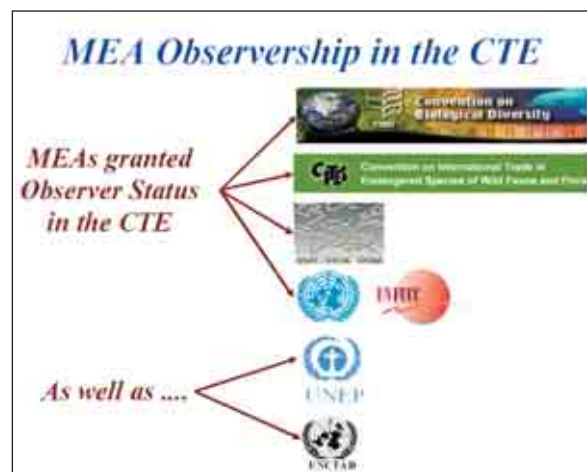 MEA Observership in the CTE
Convention on
Biological Diversity
MEAs granted
Observer Status
in the CTE
CITES
Convention on International Trade in
Endangered Species of Wild Fauna and Flora
As well as ....
UNEP
UNCTAD